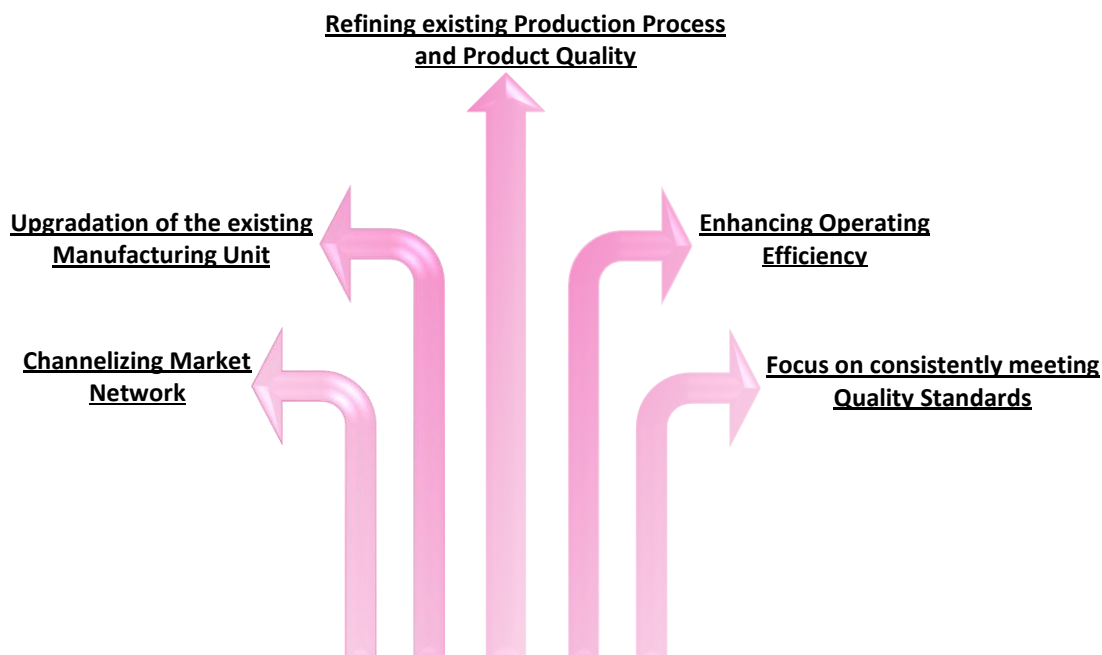 Refining existing Production Process
and Product Quality
Upgradation of the existing
Manufacturing Unit
Enhancing Operating
Efficiency
Channelizing Market
Network
Focus on consistently meeting
Quality Standards